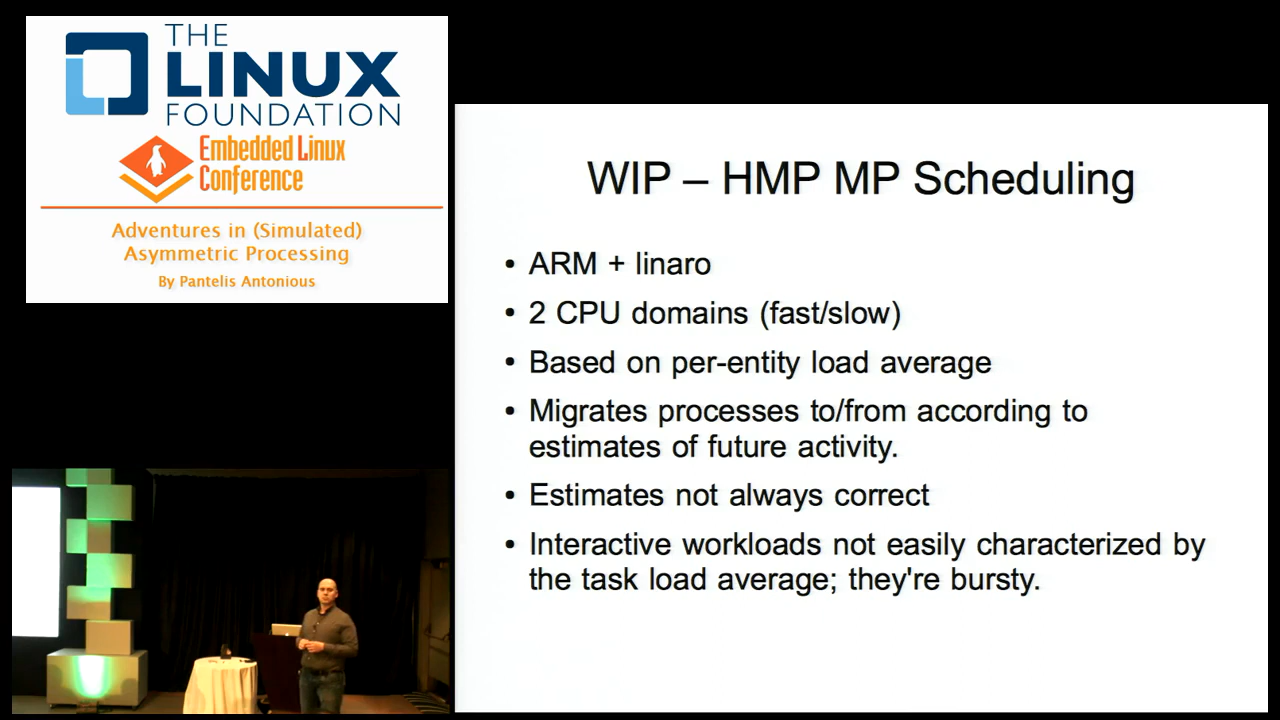 THE
LINUX
FOUNDATION
Embedded Linux
Conference
Adventures in (Simulated)
Asymmetric Processing
By Pantelis Antonious
WIP – HMP MP Scheduling
• ARM + linaro
• 2 CPU domains (fast/slow)
• Based on per-entity load average
• Migrates processes to/from according to
estimates of future activity.
• Estimates not always correct
• Interactive workloads not easily characterized by
the task load average; they're bursty.